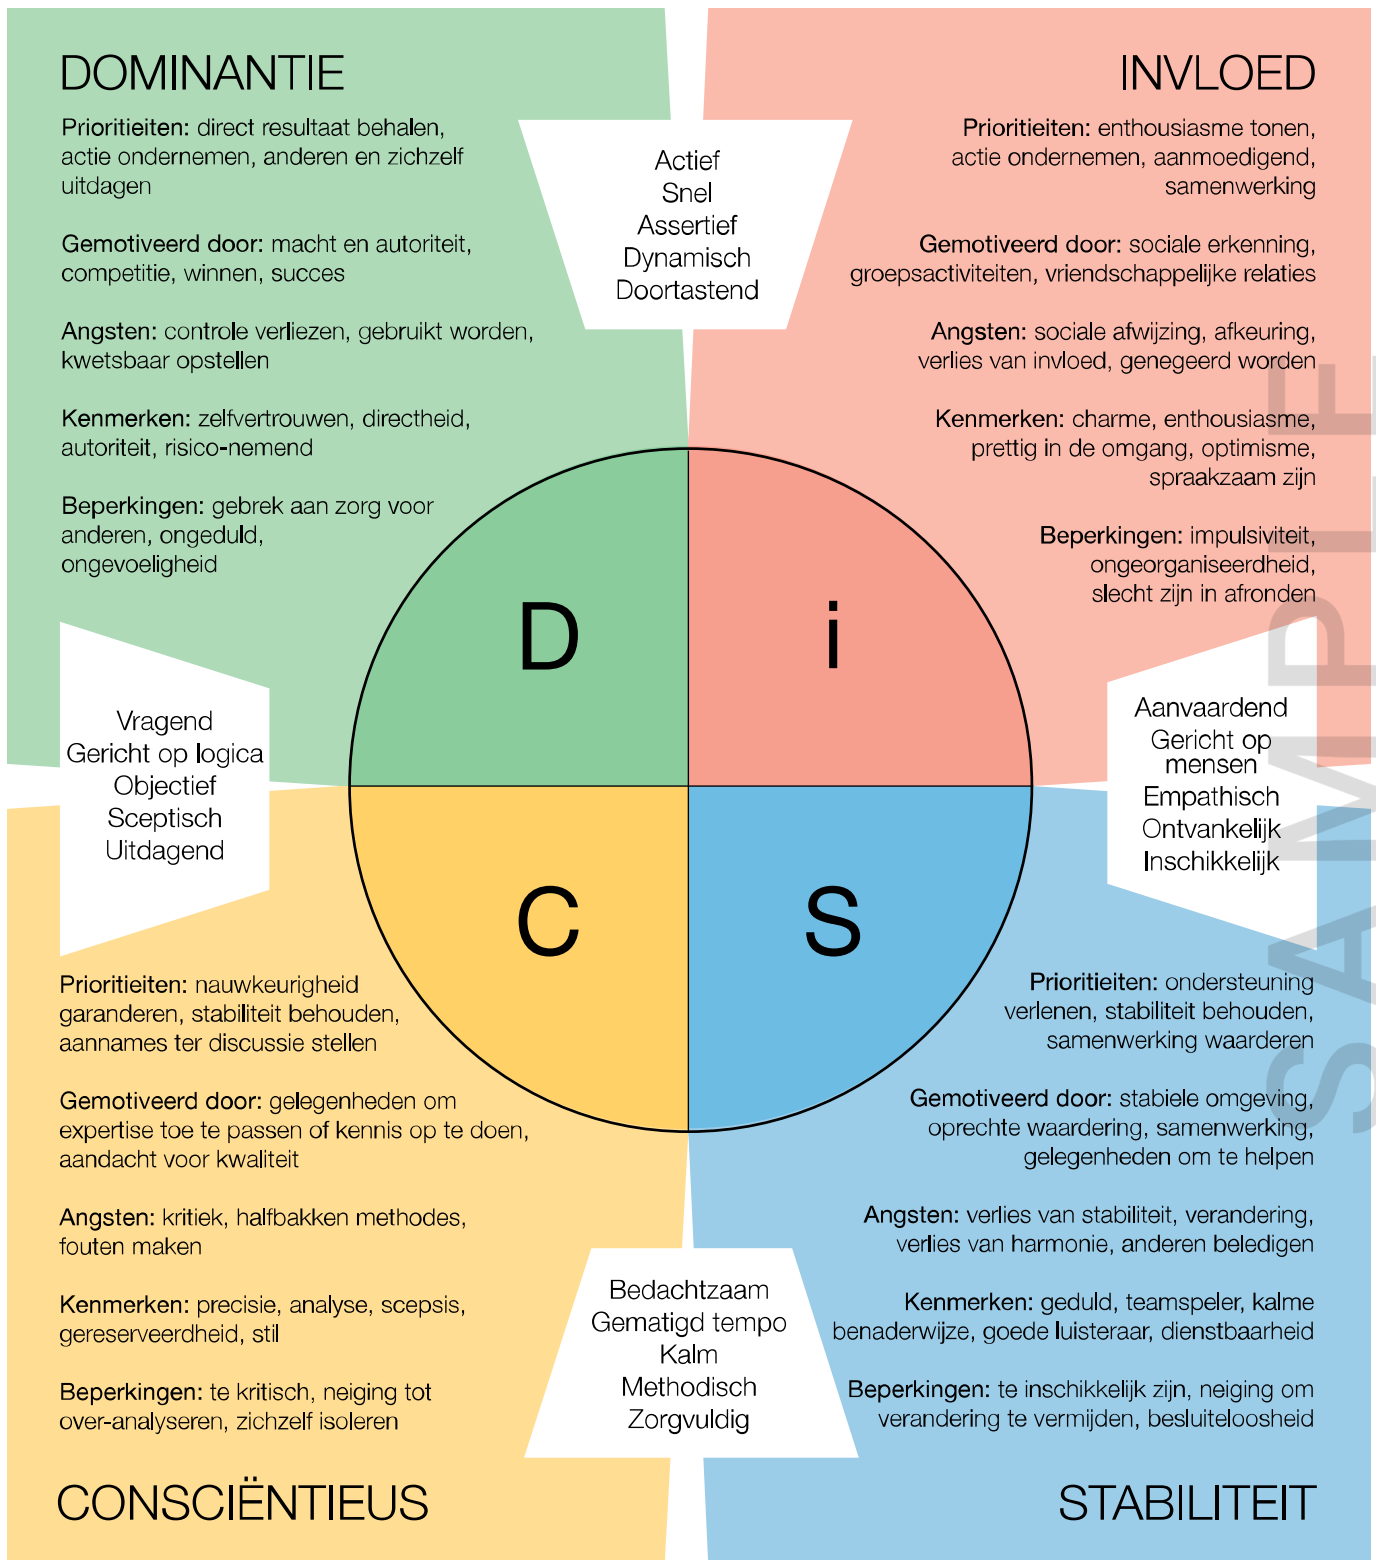 DOMINANTIE
Prioritieiten: direct resultaat behalen,
actie ondernemen, anderen en zichzelf
uitdagen
Gemotiveerd door: macht en autoriteit,
competitie, winnen, succes
Angsten: controle verliezen, gebruikt worden,
kwetsbaar opstellen
Kenmerken: zelfvertrouwen, directheid,
autoriteit, risico-nemend
Beperkingen: gebrek aan zorg voor
anderen, ongeduld,
ongevoeligheid
Actief
Snel
Assertief
Dynamisch
Doortastend
INVLOED
Prioritieiten: enthousiasme tonen,
actie ondernemen, aanmoedigend,
samenwerking
Gemotiveerd door: sociale erkenning,
groepsactiviteiten, vriendschappelijke relaties
Angsten: sociale afwijzing, afkeuring,
verlies van invloed, genegeerd worden
Kenmerken: charme, enthousiasme,
prettig in de omgang, optimisme,
spraakzaam zijn
Beperkingen: impulsiviteit,
ongeorganiseerdheid,
slecht zijn in afronden
D
i
Vragend
Gericht op logica
Objectief
Sceptisch
Uitdagend
Aanvaardend
Gericht op
mensen
Empathisch
Ontvankelijk
Inschikkelijk
C
S
Prioritieiten: nauwkeurigheid
garanderen, stabiliteit behouden,
aannames ter discussie stellen
Gemotiveerd door: gelegenheden om
expertise toe te passen of kennis op te doen,
aandacht voor kwaliteit
Angsten: kritiek, halfbakken methodes,
fouten maken
Kenmerken: precisie, analyse, scepsis,
gereserveerdheid, stil
Beperkingen: te kritisch, neiging tot
over-analyseren, zichzelf isoleren
CONSCIËNTIEUS
Bedachtzaam
Gematigd tempo
Kalm
Methodisch
Zorgvuldig
Prioritieiten: ondersteuning
verlenen, stabiliteit behouden,
samenwerking waarderen
Gemotiveerd door: stabiele omgeving,
oprechte waardering, samenwerking,
gelegenheden om te helpen
Angsten: verlies van stabiliteit, verandering,
verlies van harmonie, anderen beledigen
Kenmerken: geduld, teamspeler, kalme
benaderwijze, goede luisteraar, dienstbaarheid
Beperkingen: te inschikkelijk zijn, neiging om
verandering te vermijden, besluiteloosheid
STABILITEIT
SAMPLE